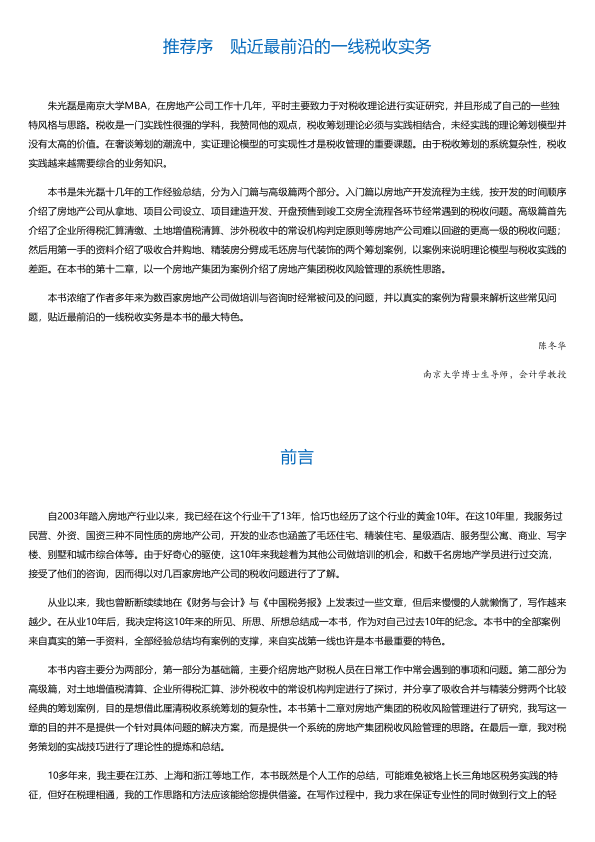 推荐序　贴近最前沿的一线税收实务
朱光磊是南京大学MBA，在房地产公司工作十几年，平时主要致力于对税收理论进行实证研究，并且形成了自己的一些独
特风格与思路。税收是一门实践性很强的学科，我赞同他的观点，税收筹划理论必须与实践相结合，未经实践的理论筹划模型并
没有太高的价值。在奢谈筹划的潮流中，实证理论模型的可实现性才是税收管理的重要课题。由于税收筹划的系统复杂性，税收
实践越来越需要综合的业务知识。
本书是朱光磊十几年的工作经验总结，分为入门篇与高级篇两个部分。入门篇以房地产开发流程为主线，按开发的时间顺序
介绍了房地产公司从拿地、项目公司设立、项目建造开发、开盘预售到竣工交房全流程各环节经常遇到的税收问题。高级篇首先
介绍了企业所得税汇算清缴、土地增值税清算、涉外税收中的常设机构判定原则等房地产公司难以回避的更高一级的税收问题；
然后用第一手的资料介绍了吸收合并购地、精装房分劈成毛坯房与代装饰的两个筹划案例，以案例来说明理论模型与税收实践的
差距。在本书的第十二章，以一个房地产集团为案例介绍了房地产集团税收风险管理的系统性思路。
本书浓缩了作者多年来为数百家房地产公司做培训与咨询时经常被问及的问题，并以真实的案例为背景来解析这些常见问
题，贴近最前沿的一线税收实务是本书的最大特色。
陈冬华
南京大学博士生导师，会计学教授
前言
自2003年踏入房地产行业以来，我已经在这个行业干了13年，恰巧也经历了这个行业的黄金10年。在这10年里，我服务过
民营、外资、国资三种不同性质的房地产公司，开发的业态也涵盖了毛坯住宅、精装住宅、星级酒店、服务型公寓、商业、写字
楼、别墅和城市综合体等。由于好奇心的驱使，这10年来我趁着为其他公司做培训的机会，和数千名房地产学员进行过交流，
接受了他们的咨询，因而得以对几百家房地产公司的税收问题进行了了解。
从业以来，我也曾断断续续地在《财务与会计》与《中国税务报》上发表过一些文章，但后来慢慢的人就懒惰了，写作越来
越少。在从业10年后，我决定将这10年来的所见、所思、所想总结成一本书，作为对自己过去10年的纪念。本书中的全部案例
来自真实的第一手资料，全部经验总结均有案例的支撑，来自实战第一线也许是本书最重要的特色。
本书内容主要分为两部分，第一部分为基础篇，主要介绍房地产财税人员在日常工作中常会遇到的事项和问题。第二部分为
高级篇，对土地增值税清算、企业所得税汇算、涉外税收中的常设机构判定进行了探讨，并分享了吸收合并与精装分劈两个比较
经典的筹划案例，目的是想借此厘清税收系统筹划的复杂性。本书第十二章对房地产集团的税收风险管理进行了研究，我写这一
章的目的并不是提供一个针对具体问题的解决方案，而是提供一个系统的房地产集团税收风险管理的思路。在最后一章，我对税
务策划的实战技巧进行了理论性的提炼和总结。
10多年来，我主要在江苏、上海和浙江等地工作，本书既然是个人工作的总结，可能难免被烙上长三角地区税务实践的特
征，但好在税理相通，我的工作思路和方法应该能给您提供借鉴。在写作过程中，我力求在保证专业性的同时做到行文上的轻